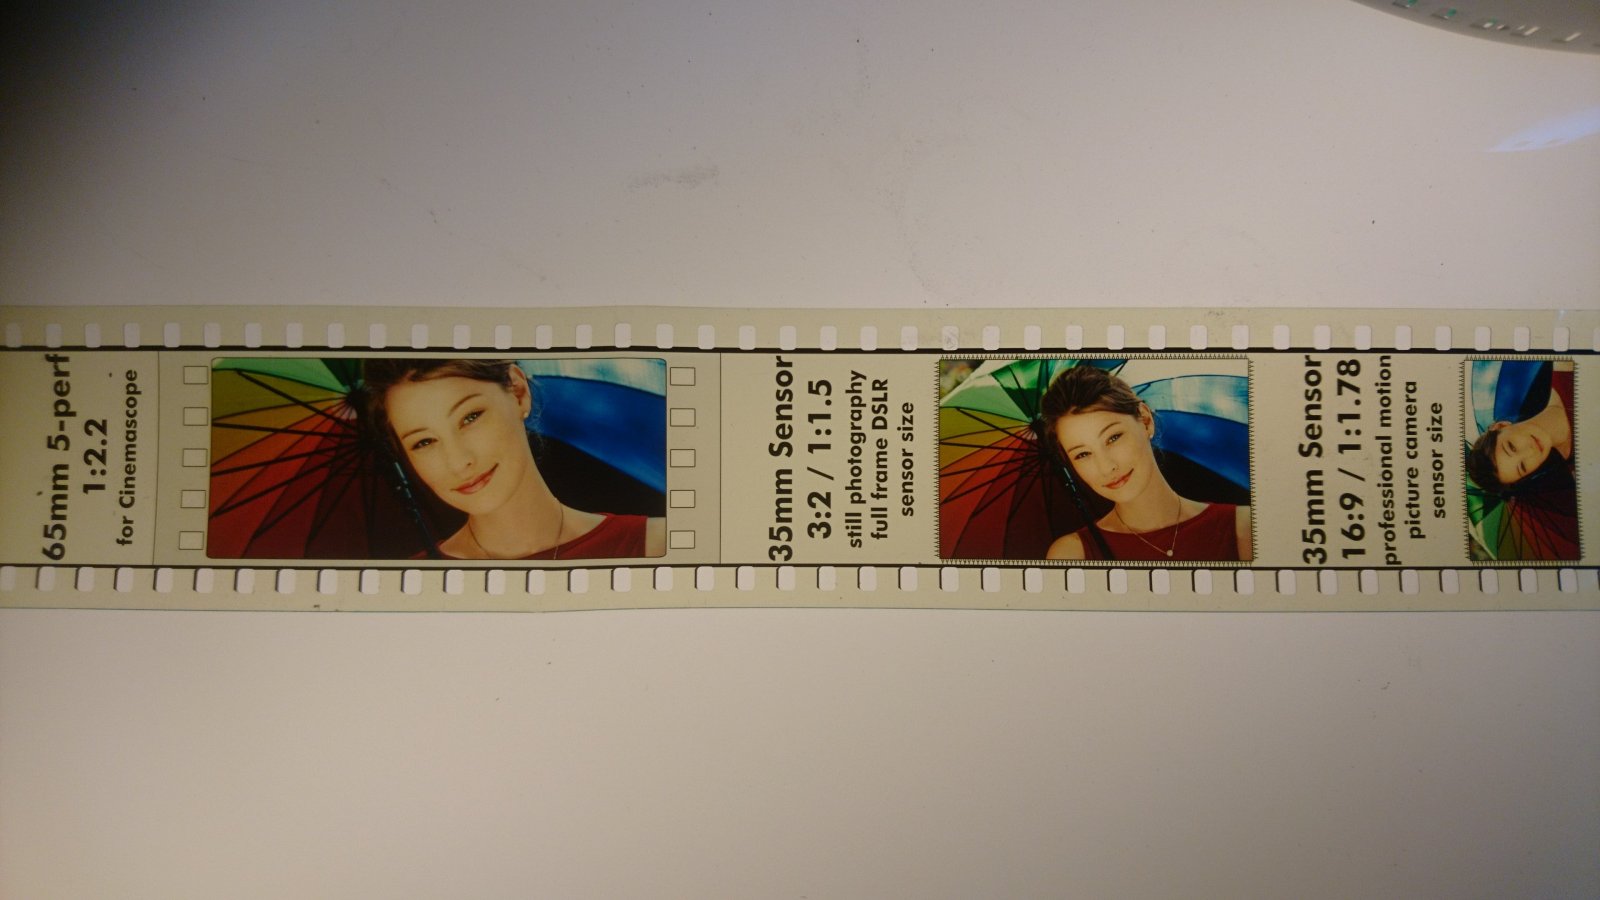 65mm 5-perf
1:2.2
for Cinemascope
35mm Sensor
3:2 / 1:1.5
still photography
full frame DSLR
sensor size
35mm Sensor
16:9 / 1:1.78
professional motion
picture camera
sensor size